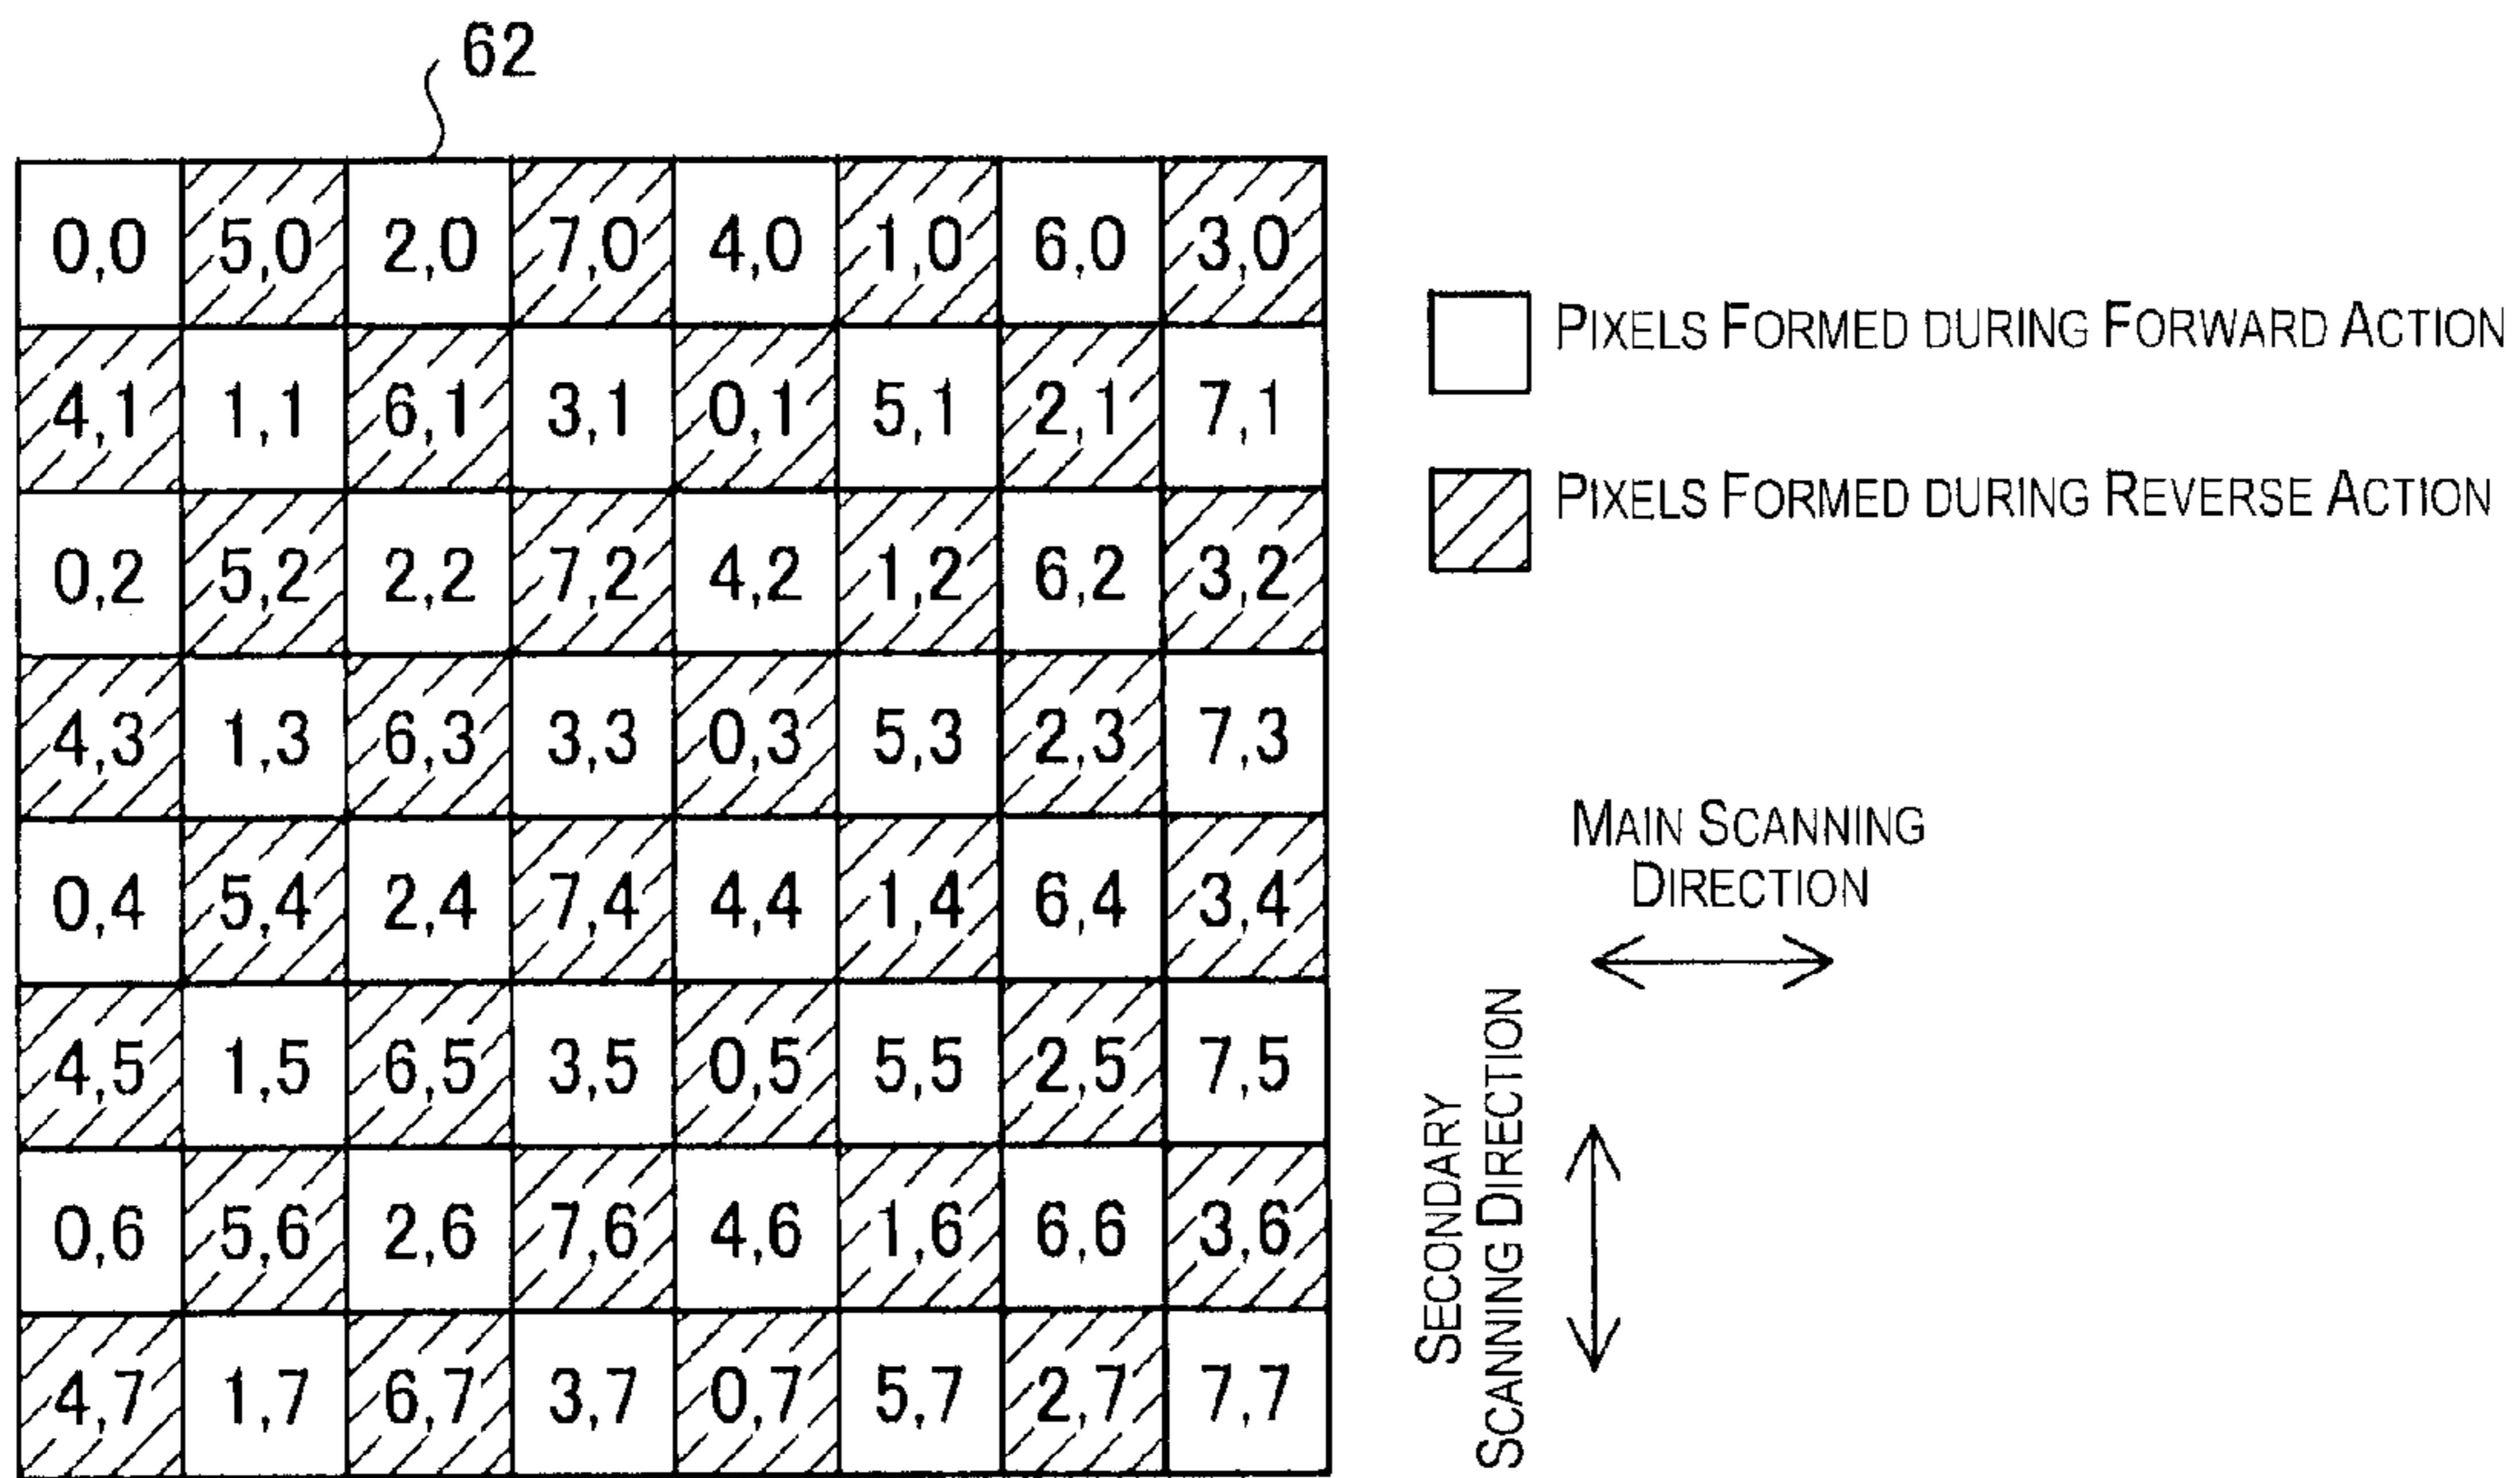 62
0,0 5,0 2,0 7,0 4,0 1,0 6,0 3,0
4,1 1,1 6,1 3,1 0,1 5,1 2,1 7,1
0,2 5,2 2,2 7,2 4,2 1,2 6,2 3,2
4,3 1,3 6,3 3,3 0,3 5,3 2,3 7,3
0,4 5,4 2,4 7,4 4,4 1,4 6,4 3,4
4,5 1,5 6,5 3,5 0,5 5,5 2,5 7,5
0,6 5,6 2,6 7,6 4,6 1,6 6,6 3,6
4,7 1,7 6,7 3,7 0,7 5,7 2,7 7,7
PIXELS FORMED DURING FORWARD ACTION
PIXELS FORMED DURING REVERSE ACTION
MAIN SCANNING
DIRECTION
SECONDARY
SCANNING DIRECTION